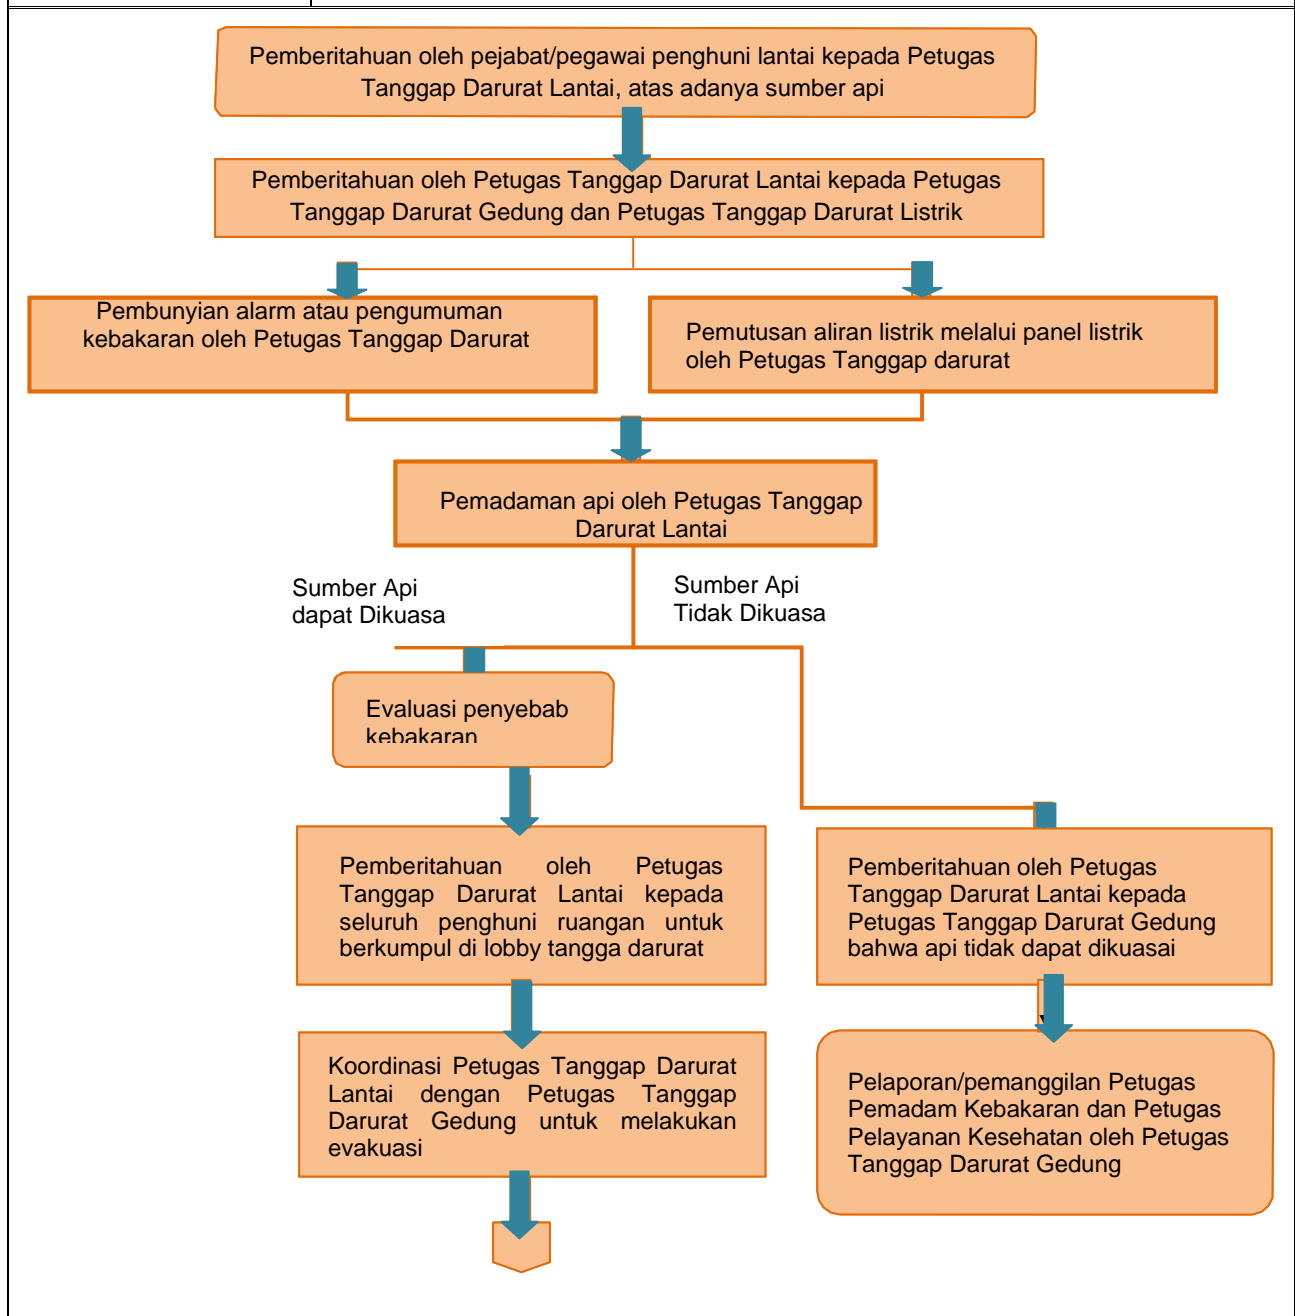 Pemberitahuan oleh pejabat/pegawai penghuni lantai kepada Petugas
Tanggap Darurat Lantai, atas adanya sumber api
Pemberitahuan oleh Petugas Tanggap Darurat Lantai kepada Petugas
Tanggap Darurat Gedung dan Petugas Tanggap Darurat Listrik
Pembunyian alarm atau pengumuman
kebakaran oleh Petugas Tanggap Darurat
Pemutusan aliran listrik melalui panel listrik
oleh Petugas Tanggap darurat
Pemadaman api oleh Petugas Tanggap
Darurat Lantai
Sumber Api
dapat Dikuasa
Sumber Api
Tidak Dikuasa
Evaluasi penyebab
kebakaran
Pemberitahuan oleh Petugas
Tanggap Darurat Lantai kepada
seluruh penghuni ruangan untuk
berkumpul di lobby tangga darurat
Pemberitahuan oleh Petugas
Tanggap Darurat Lantai kepada
Petugas Tanggap Darurat Gedung
bahwa api tidak dapat dikuasai
Koordinasi Petugas Tanggap Darurat
Lantai dengan Petugas Tanggap
Darurat Gedung untuk melakukan
evakuasi
Pelaporan/pemanggilan Petugas
Pemadam Kebakaran dan Petugas
Pelayanan Kesehatan oleh Petugas
Tanggap Darurat Gedung